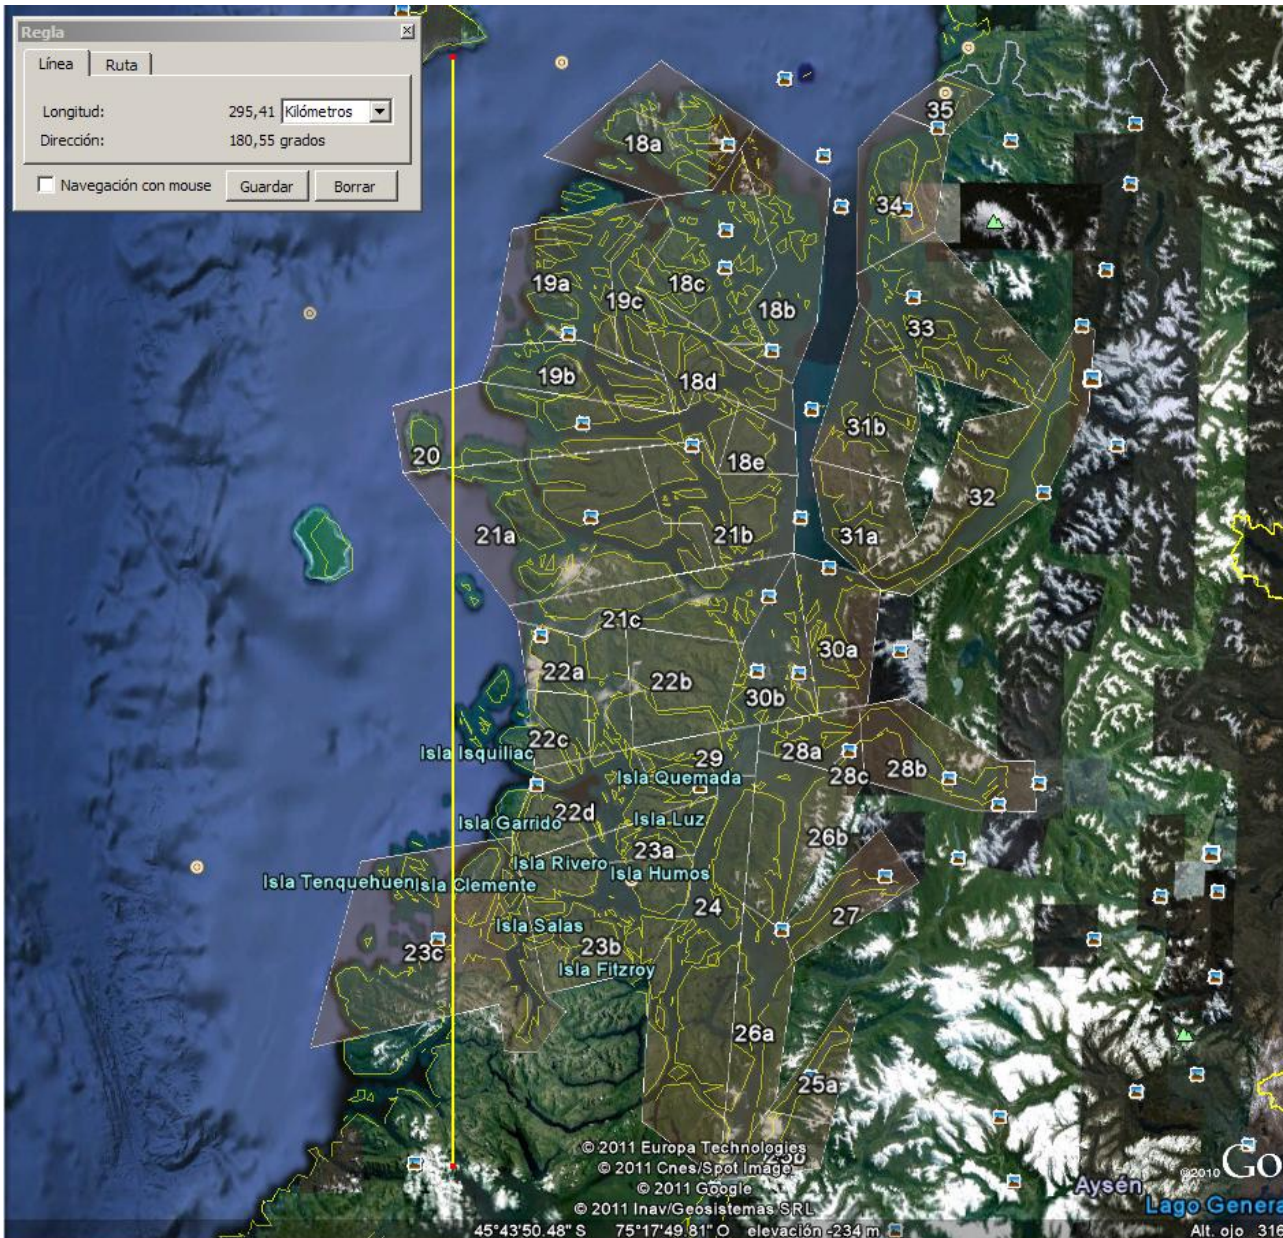 Regla
Línea Ruta
Longitud: 295,41 Kilómetros
Dirección: 180,55 grados
Navegación con mouse Guardar Borrar
35
18a
34
19a
19c
18c
18b
33
19b
18d
31b
20
18e
32
21a
21b
31a
21c
22a
22b
30a
30b
22c
29
28a
28b
28c
Isla Isquiliac
Isla Quemada
22d
Isla Garrido
Isla Luz
26b
23a
Isla Rivero
Isla Humos
Isla Tenquehuen
Isla Clemente
24
27
Isla Salas
23c
23b
Isla Fitzroy
26a
25a
© 2011 Europa Technologies
© 2011 Cnes/Spot Image
© 2011 Google
© 2011 Inav/Geosistemas SRL
©2010 Go
Aysén
Lago Genera
45°43'50.48" S 75°17'49.81" O elevación -234 m
Alt. ojo 316